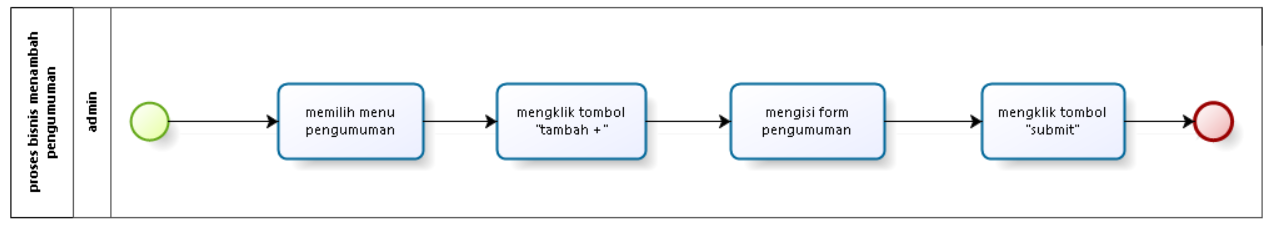 proses bisnis menambah
pengumuman
admin
memilih menu
pengumuman
mengklik tombol
"tambah +"
mengisi form
pengumuman
mengklik tombol
"submit"